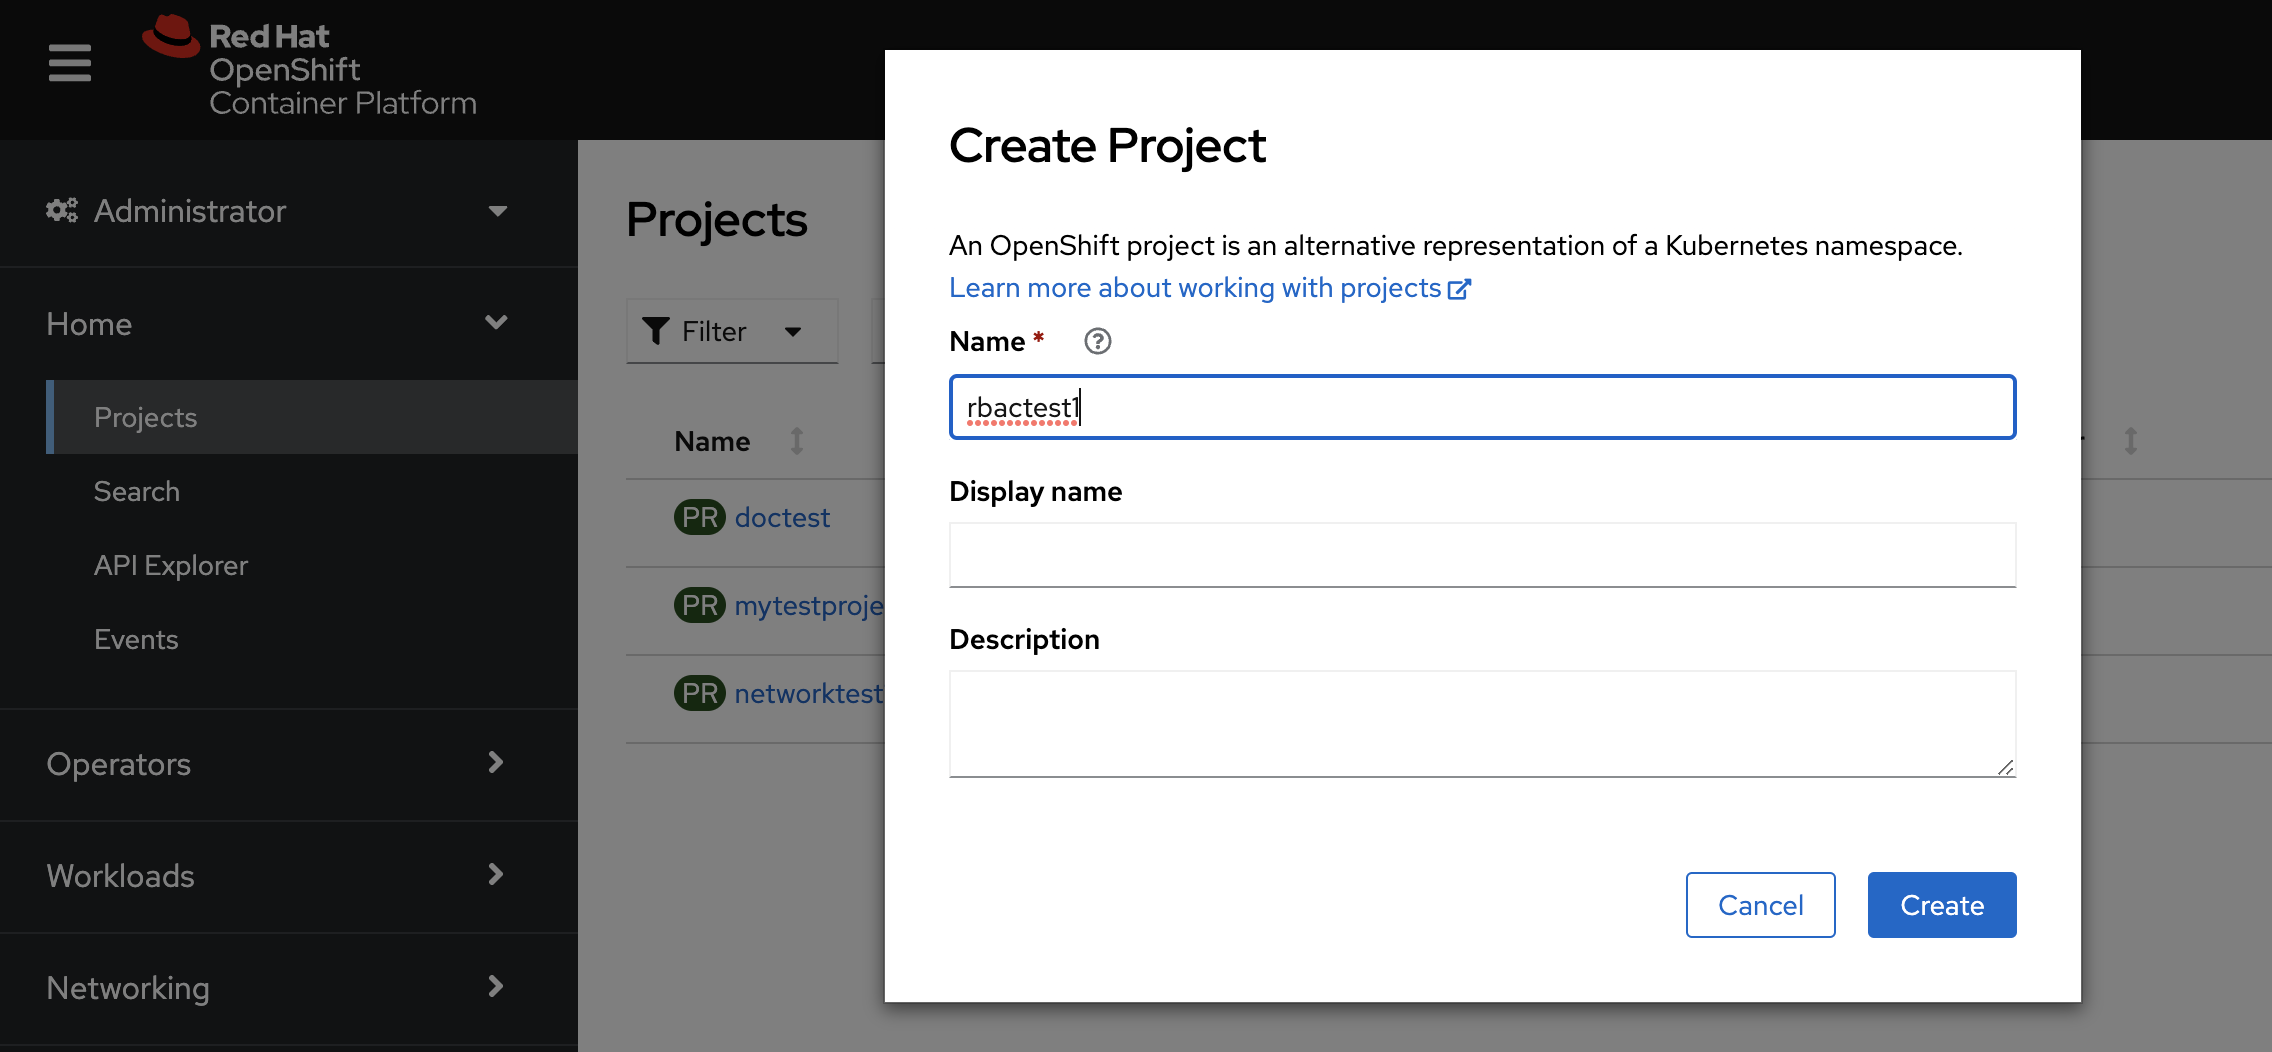 Red Hat
OpenShift
Container Platform
Administrator
Home
Projects
Search
API Explorer
Events
Operators
Workloads
Networking
Projects
Filter
Name
PR doctest
PR mytestproje
PR networktest
Create Project
An OpenShift project is an alternative representation of a Kubernetes namespace.
Learn more about working with projects
Name *
rbactest1
Display name
Description
Cancel
Create